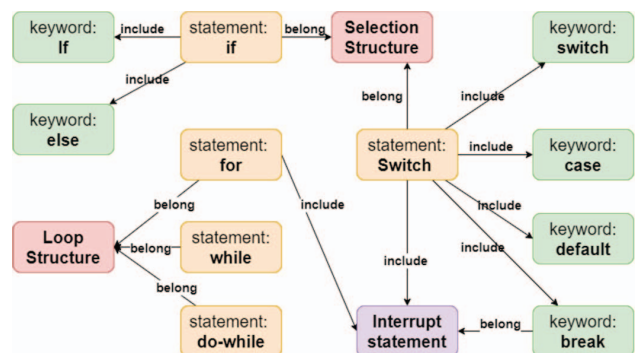 keyword:
If
include
statement:
if
belong
Selection
Structure
keyword:
switch
include
keyword:
else
belong
include
statement:
for
statement:
Switch
include
keyword:
case
belong
include
include
keyword:
default
Loop
Structure
belong
statement:
while
include
include
belong
statement:
do-while
Interrupt
statement
belong
keyword:
break